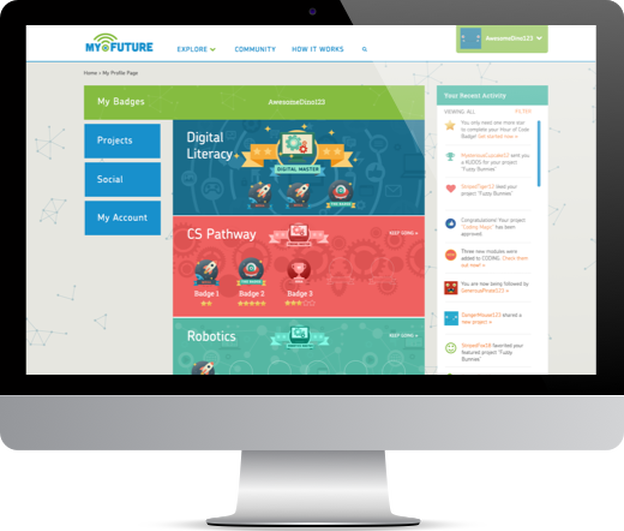 MY FUTURE
EXPLORE
COMMUNITY
HOW IT WORKS
AwesomeDino123
Home > My Profile Page
My Badges
AwesomeDino123
Projects
Social
My Account
Digital
Literacy
DIGITAL MASTER
CS Pathway
KEEP GOING »
Badge 1
Badge 2
Badge 3
Robotics
KEEP GOING »
Your Recent Activity
VIEWING: ALL
FILTER
You only need one more star
to complete your Hour of Code
Badge! Get started now »
MysteriousCupcake12 sent you
a KUDOS for your project
"Fuzzy Bunnies"
StripedTiger12 liked your
project "Fuzzy Bunnies"
Congratulations! Your project
"Coding Magic" has been
approved.
Three new modules were
added to CODING. Check them
out now! »
You are now being followed by
GenerousPirate123 »
DangerMouse123 shared a
new project »
StripedFox58 favorited your
featured project "Fuzzy
Bunnies"